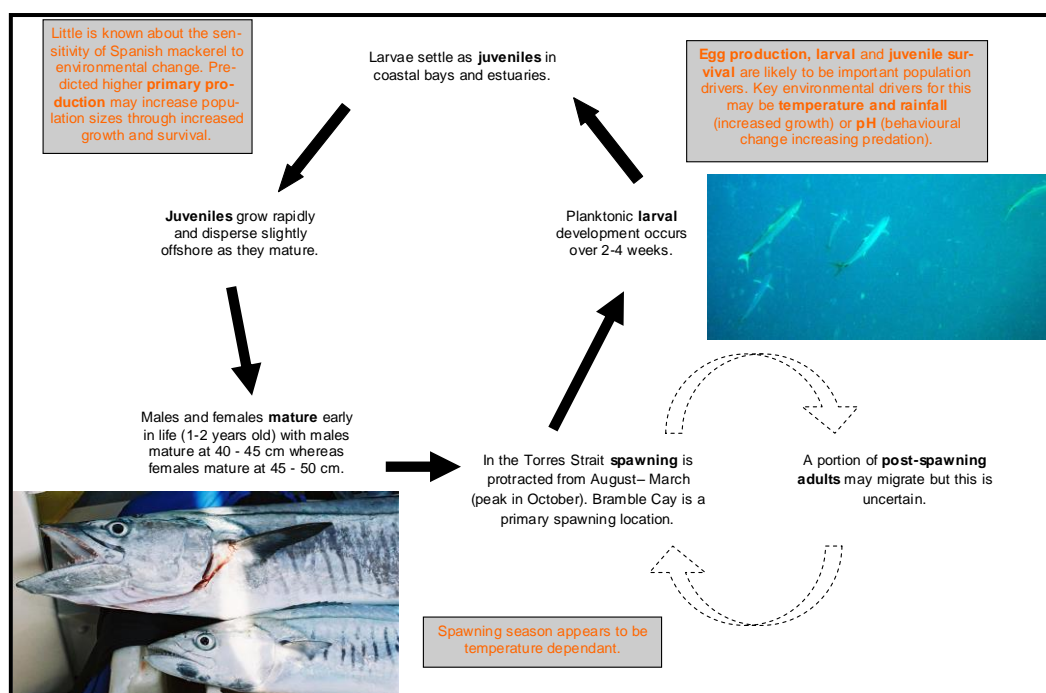 Little is known about the sen-
sitivity of Spanish mackerel to
environmental change. Pre-
dicted higher primary pro-
duction may increase popu-
lation sizes through increased
growth and survival.
Larvae settle as juveniles in
coastal bays and estuaries.
Egg production, larval and juvenile sur-
vival are likely to be important population
drivers. Key environmental drivers for this
may be temperature and rainfall
(increased growth) or pH (behavioural
change increasing predation).
Juveniles grow rapidly
and disperse slightly
offshore as they mature.
Planktonic larval
development occurs
over 2-4 weeks.
Males and females mature early
in life (1-2 years old) with males
mature at 40 - 45 cm whereas
females mature at 45 - 50 cm.
In the Torres Strait spawning is
protracted from August– March
(peak in October). Bramble Cay is a
primary spawning location.
A portion of post-spawning
adults may migrate but this is
uncertain.
Spawning season appears to be
temperature dependant.